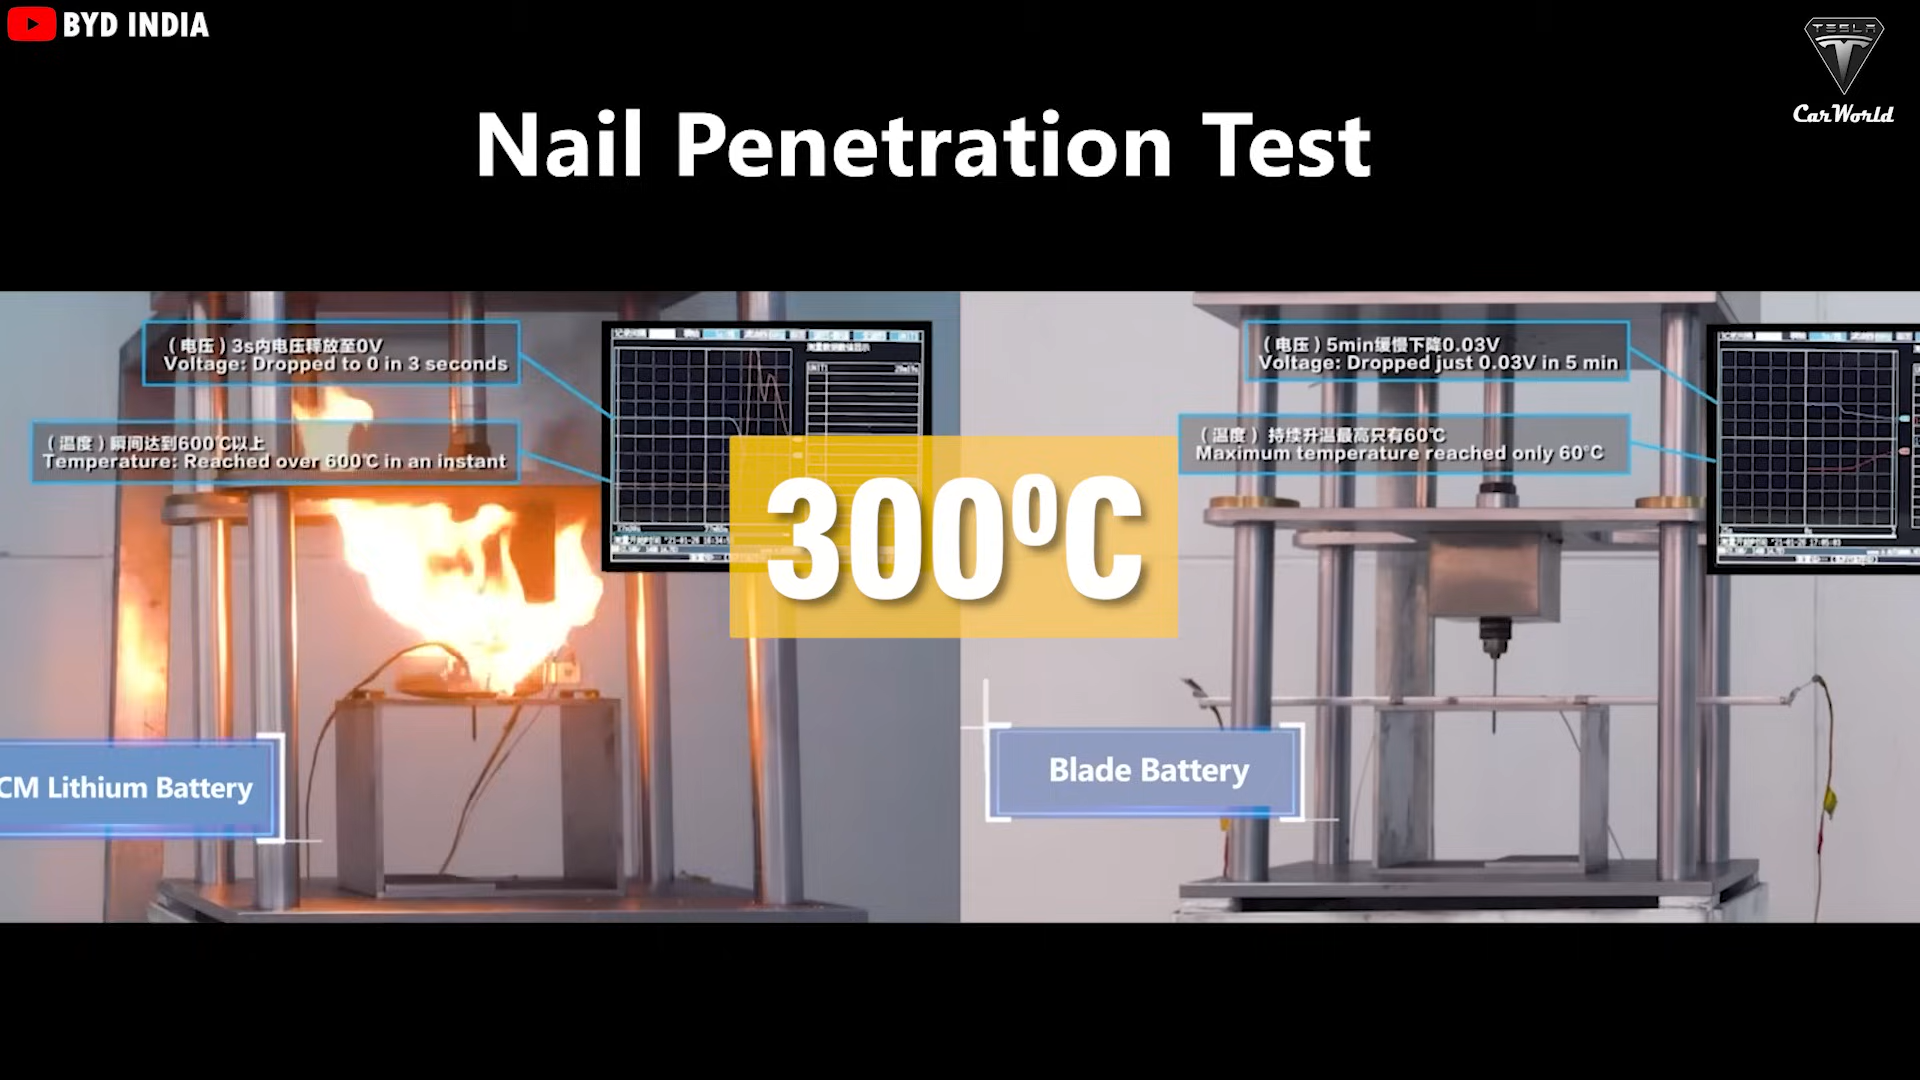 BYD INDIA
TESLA
CarWorld
Nail Penetration Test
（电压）3s内电压释放至0V
Voltage: Dropped to 0 in 3 seconds
（温度）瞬间达到600℃以上
Temperature: Reached over 600℃ in an instant
300⁰C
（电压）5min缓慢下降0.03V
Voltage: Dropped just 0.03V in 5 min
（温度）持续升温最高只有60℃
Maximum temperature reached only 60℃
CM Lithium Battery
Blade Battery